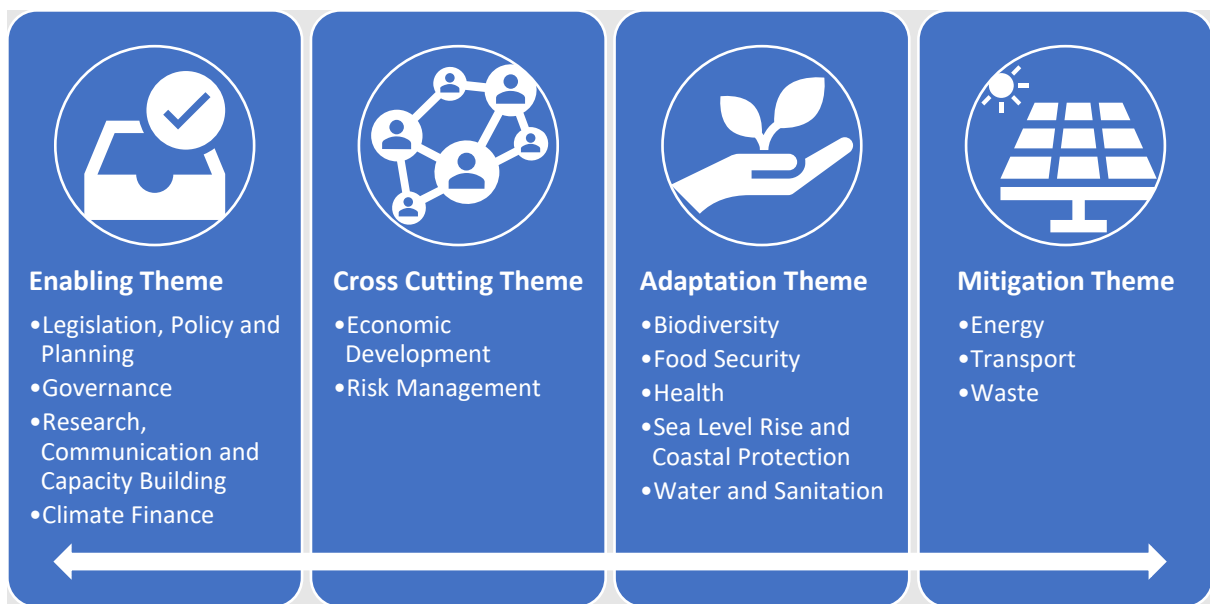 Enabling Theme
•Legislation, Policy and
Planning
•Governance
•Research,
Communication and
Capacity Building
•Climate Finance
Cross Cutting Theme
•Economic
Development
•Risk Management
Adaptation Theme
•Biodiversity
•Food Security
•Health
•Sea Level Rise and
Coastal Protection
•Water and Sanitation
Mitigation Theme
•Energy
•Transport
•Waste